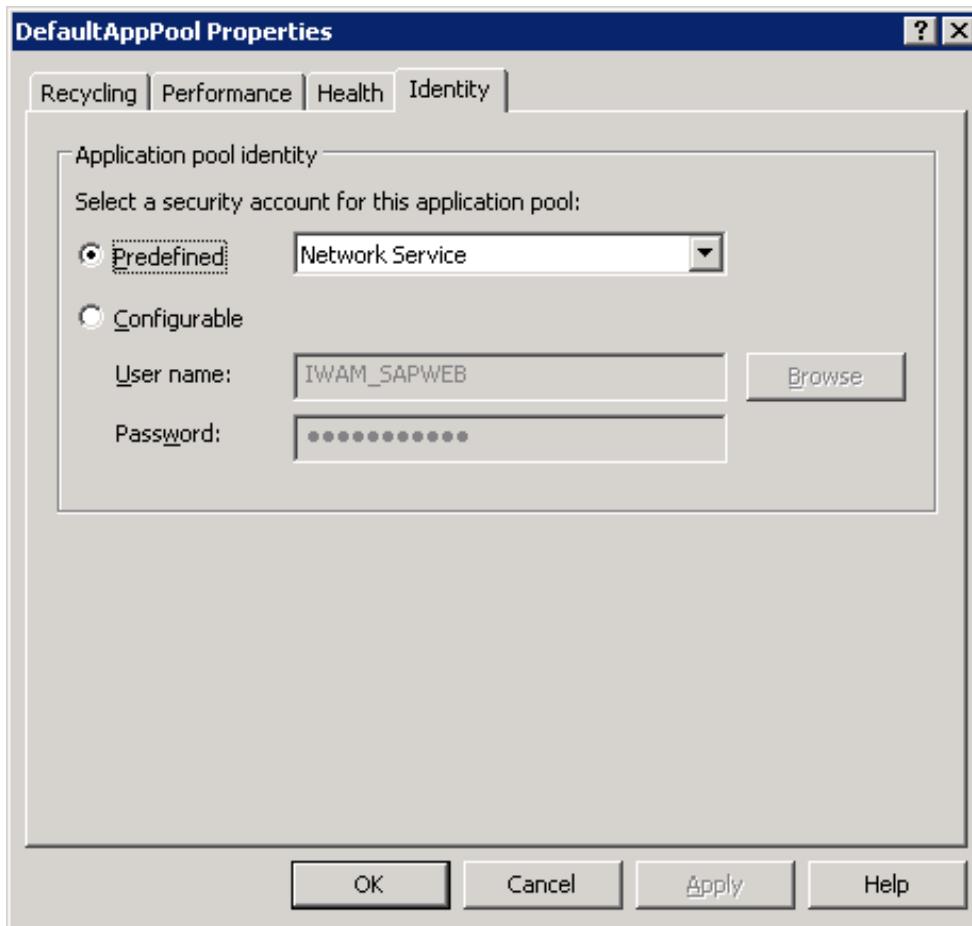 DefaultAppPool Properties
Recycling Performance Health Identity
Application pool identity
Select a security account for this application pool:
Predefined Network Service
Configurable
User name: IWAM_SAPWEB Browse
Password: ●●●●●●●●●●●
OK Cancel Apply Help